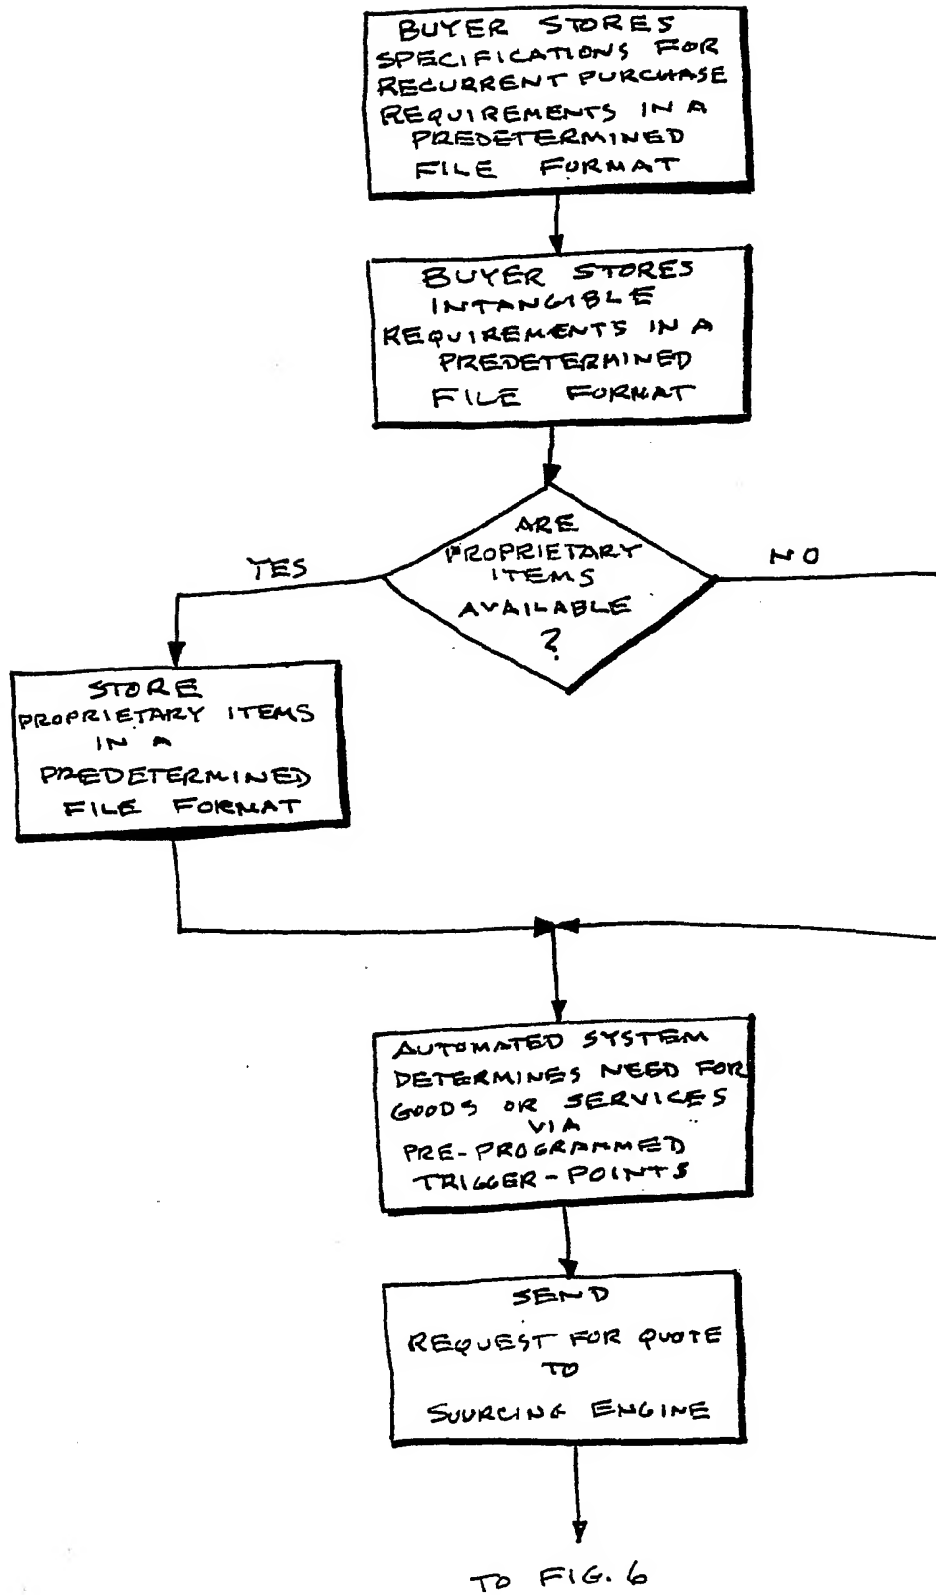 BUYER STORES
SPECIFICATIONS FOR
RECURRENT PURCHASE
REQUIREMENTS IN A
PREDETERMINED
FILE FORMAT
BUYER STORES
INTANGIBLE
REQUIREMENTS IN A
PREDETERMINED
FILE FORMAT
ARE
PROPRIETARY
ITEMS
AVAILABLE
?
YES
NO
STORE
PROPRIETARY ITEMS
IN A
PREDETERMINED
FILE FORMAT
AUTOMATED SYSTEM
DETERMINES NEED FOR
GOODS OR SERVICES
VIA
PRE-PROGRAMMED
TRIGGER-POINTS
SEND
REQUEST FOR QUOTE
TO
SOURCING ENGINE
TO FIG. 6